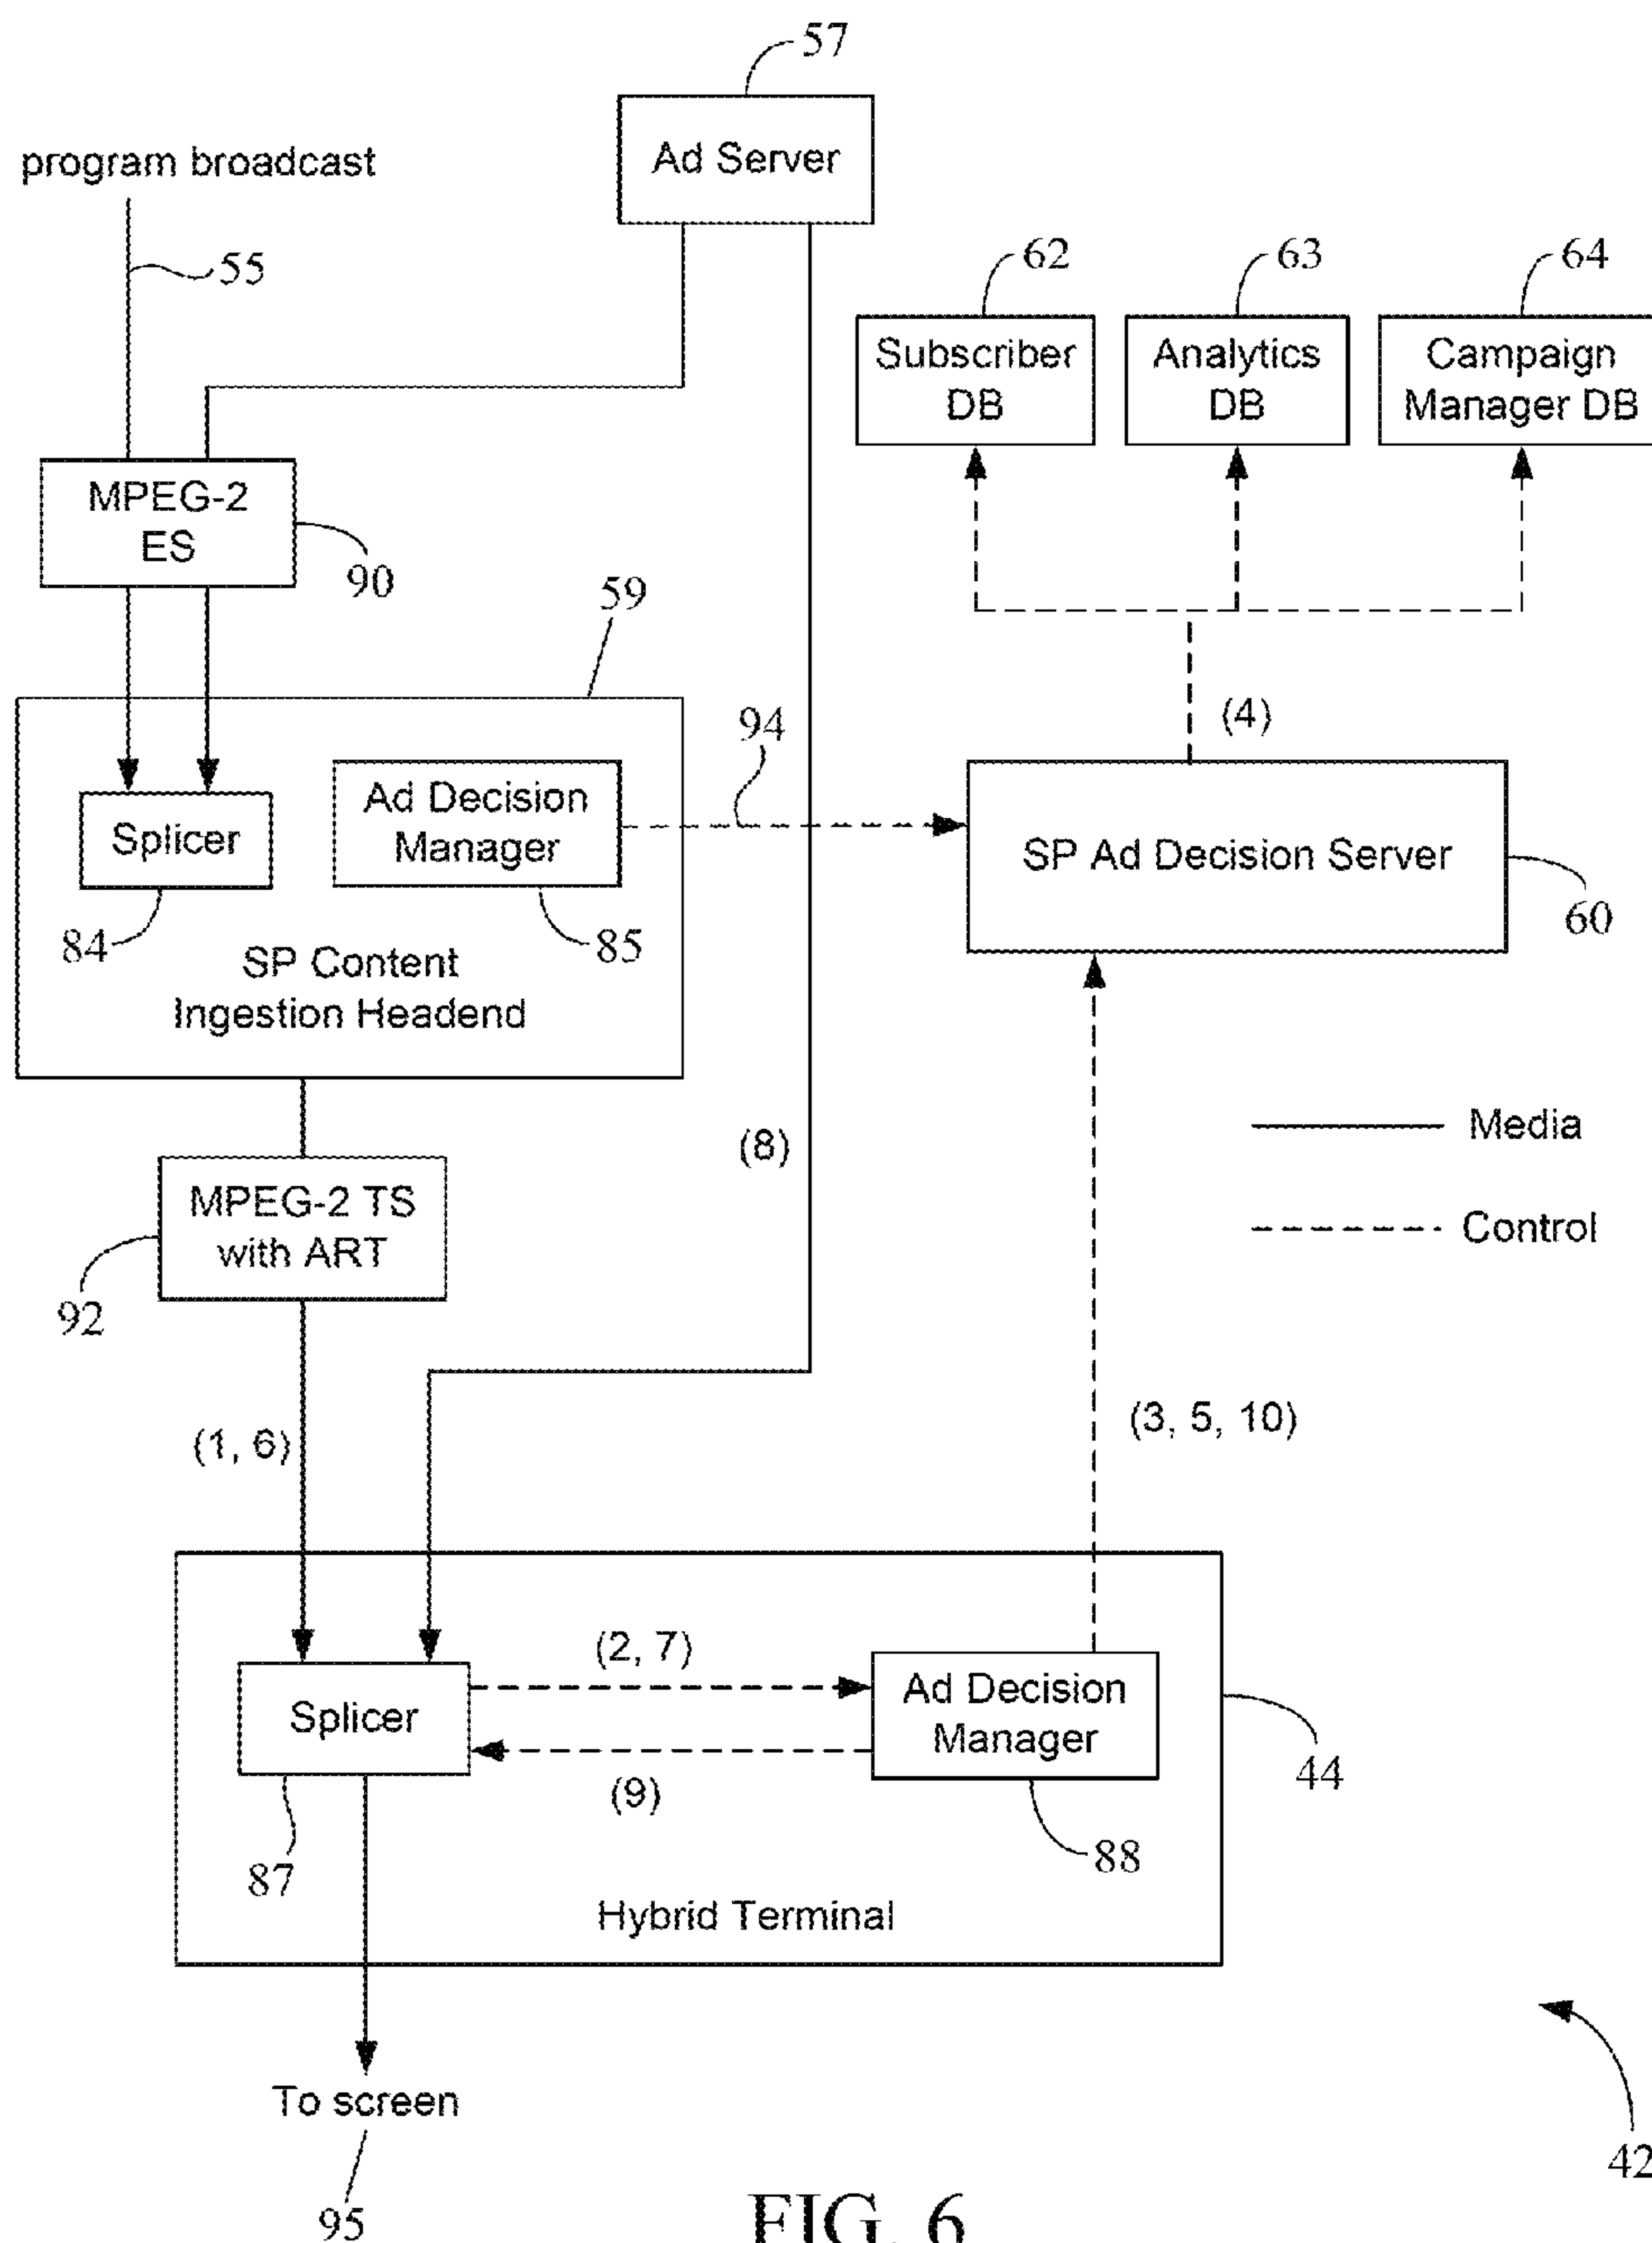 57
Ad Server
program broadcast
55
62
63
64
Subscriber
DB
Analytics
DB
Campaign
Manager DB
MPEG-2
ES
90
59
94
(4)
Ad Decision
Manager
Splicer
SP Ad Decision Server
84
85
60
SP Content
Ingestion Headend
(8)
Media
MPEG-2 TS
with ART
Control
92
(1, 6)
(3, 5, 10)
(2, 7)
Splicer
Ad Decision
Manager
(9)
44
87
88
Hybrid Terminal
To screen
42
95
FIG. 6